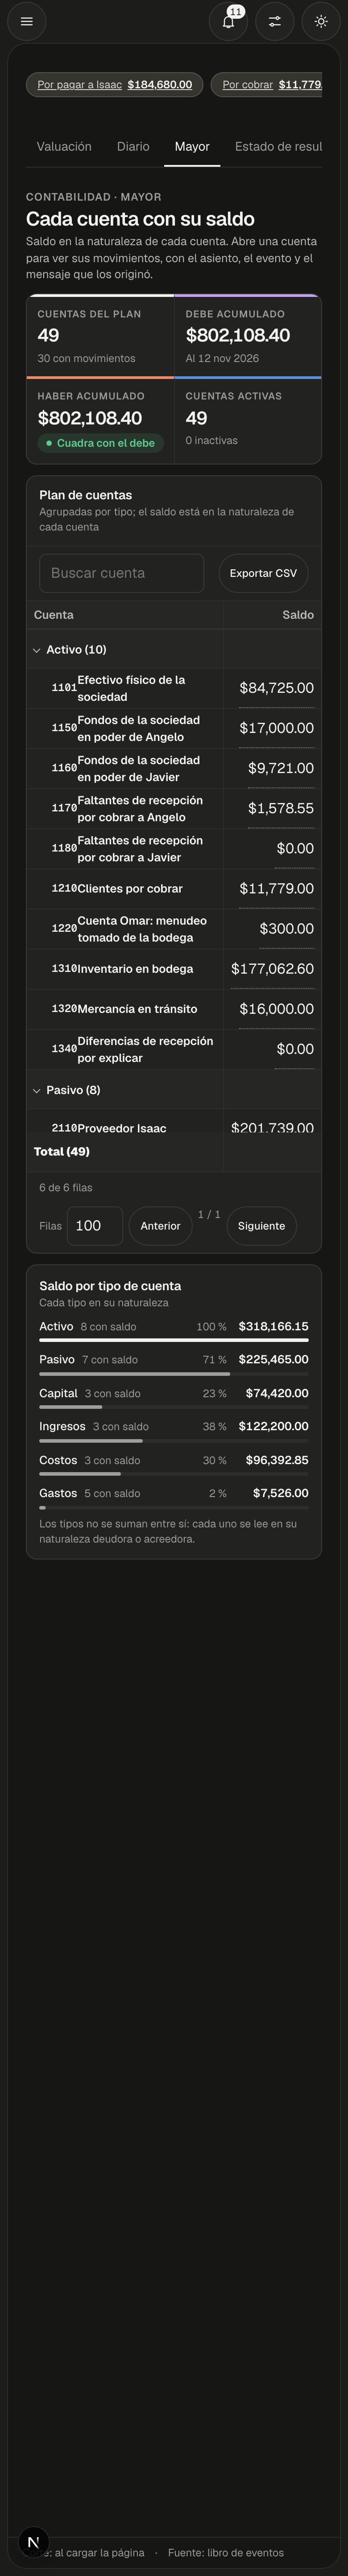 11
Por pagar a Isaac $184,680.00 Por cobrar $11,779.
Valuación Diario Mayor Estado de resul
CONTABILIDAD · MAYOR
Cada cuenta con su saldo
Saldo en la naturaleza de cada cuenta. Abre una cuenta
para ver sus movimientos, con el asiento, el evento y el
mensaje que los originó.
CUENTAS DEL PLAN
49
30 con movimientos
DEBE ACUMULADO
$802,108.40
Al 12 nov 2026
HABER ACUMULADO
$802,108.40
Cuadra con el debe
CUENTAS ACTIVAS
49
0 inactivas
Plan de cuentas
Agrupadas por tipo; el saldo está en la naturaleza de
cada cuenta
Buscar cuenta Exportar CSV
Cuenta Saldo
Activo (10)
1101 Efectivo físico de la
sociedad $84,725.00
1150 Fondos de la sociedad
en poder de Angelo $17,000.00
1160 Fondos de la sociedad
en poder de Javier $9,721.00
1170 Faltantes de recepción
por cobrar a Angelo $1,578.55
1180 Faltantes de recepción
por cobrar a Javier $0.00
1210 Clientes por cobrar $11,779.00
1220 Cuenta Omar: menudeo
tomado de la bodega $300.00
1310 Inventario en bodega $177,062.60
1320 Mercancía en tránsito $16,000.00
1340 Diferencias de recepción
por explicar $0.00
Pasivo (8)
2110 Proveedor Isaac $201,739.00
Total (49)
6 de 6 filas
Filas 100 Anterior 1 / 1 Siguiente
Saldo por tipo de cuenta
Cada tipo en su naturaleza
Activo 8 con saldo 100 % $318,166.15
Pasivo 7 con saldo 71 % $225,465.00
Capital 3 con saldo 23 % $74,420.00
Ingresos 3 con saldo 38 % $122,200.00
Costos 3 con saldo 30 % $96,392.85
Gastos 5 con saldo 2 % $7,526.00
Los tipos no se suman entre sí: cada uno se lee en su
naturaleza deudora o acreedora.
N
al cargar la página · Fuente: libro de eventos